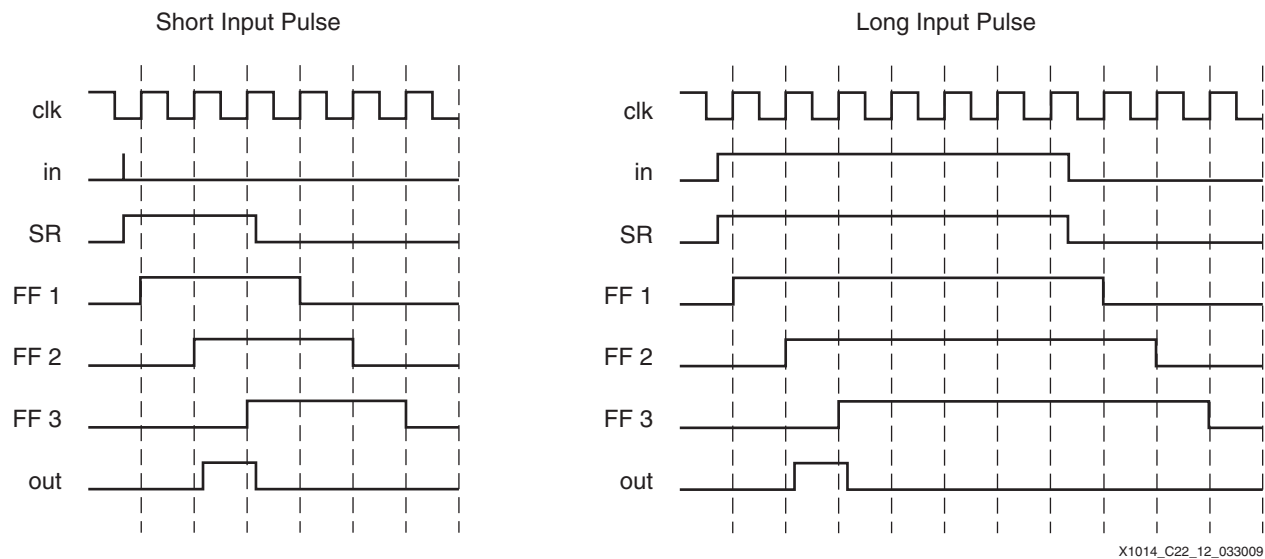 Short Input Pulse
clk
in
SR
FF 1
FF 2
FF 3
out
Long Input Pulse
clk
in
SR
FF 1
FF 2
FF 3
out
X1014_C22_12_033009